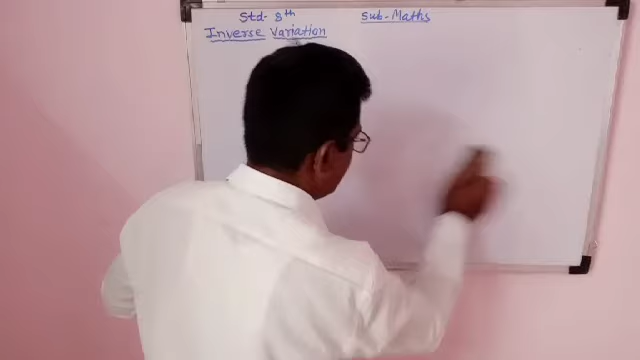 Std- 8th Sub- Maths
Inverse Variation